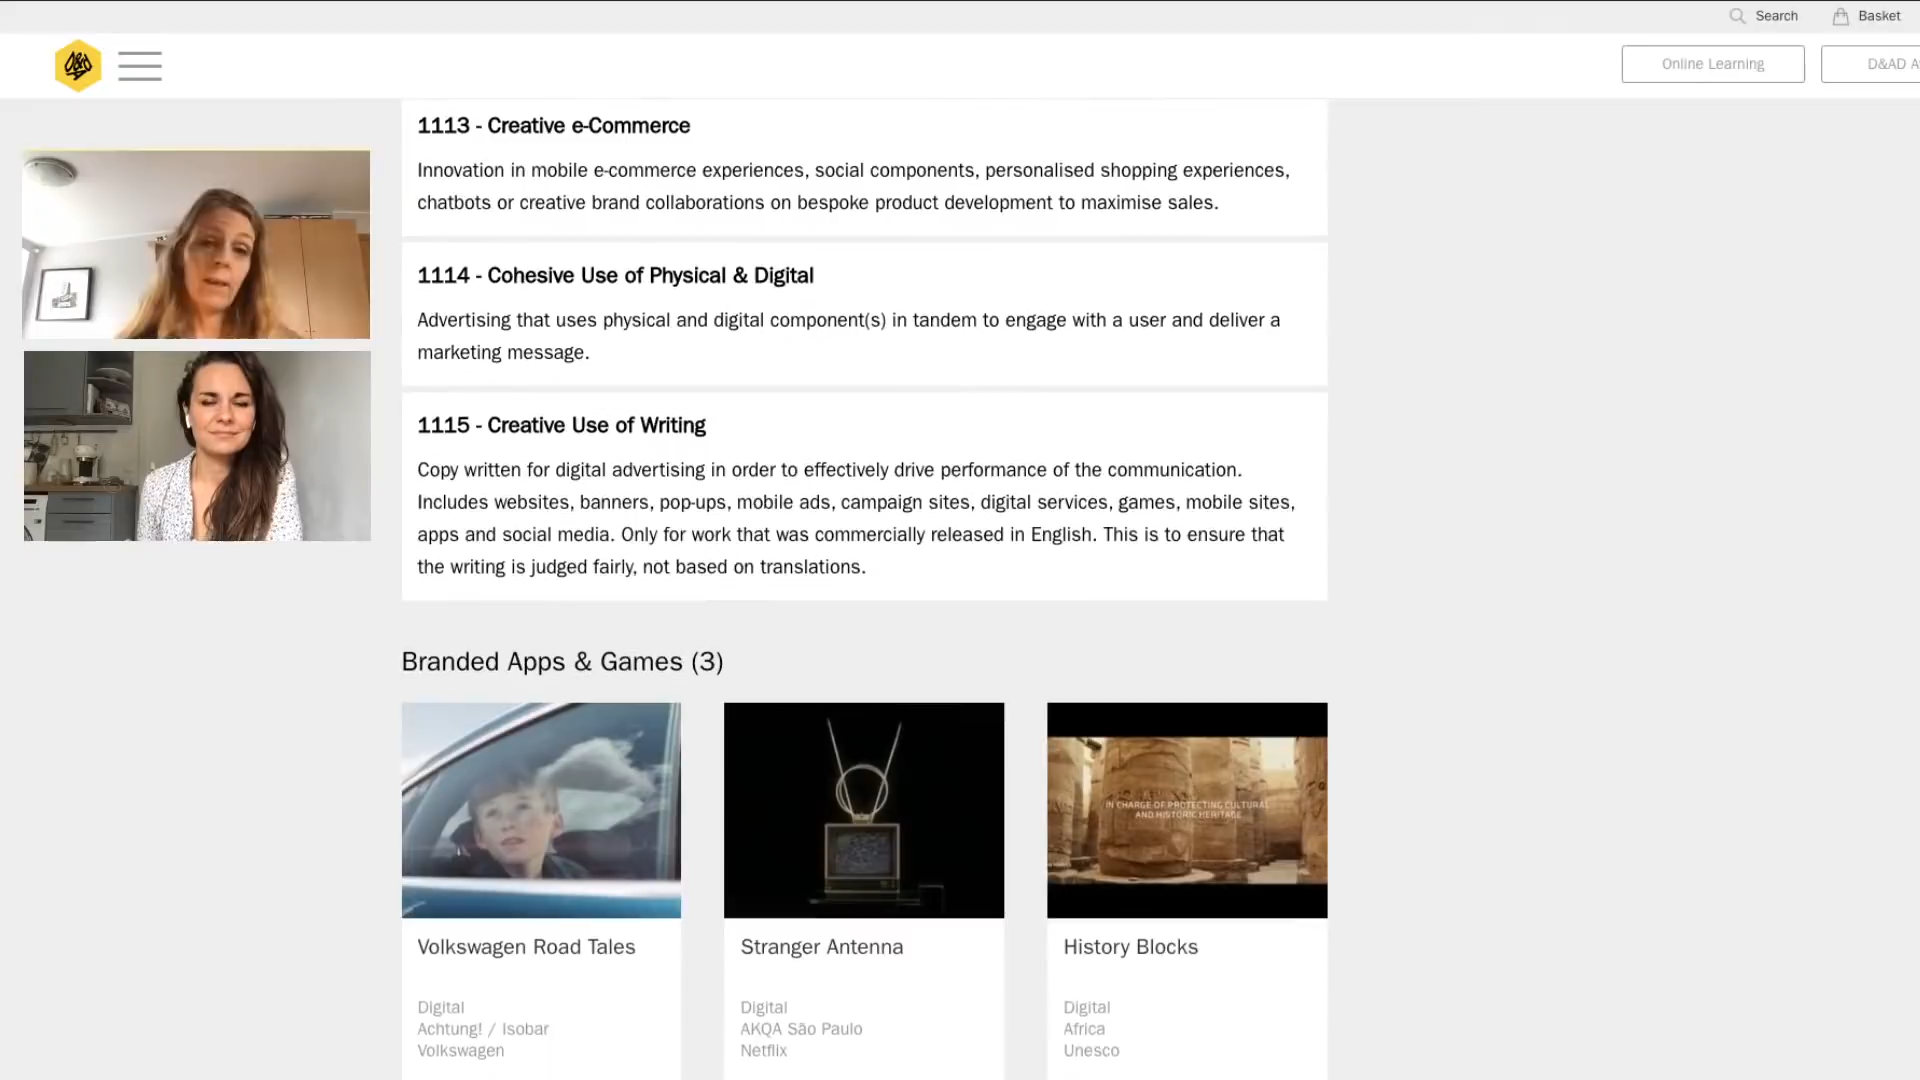 Search
Basket
D&AD
Online Learning
D&AD A
1113 - Creative e-Commerce
Innovation in mobile e-commerce experiences, social components, personalised shopping experiences,
chatbots or creative brand collaborations on bespoke product development to maximise sales.
1114 - Cohesive Use of Physical & Digital
Advertising that uses physical and digital component(s) in tandem to engage with a user and deliver a
marketing message.
1115 - Creative Use of Writing
Copy written for digital advertising in order to effectively drive performance of the communication.
Includes websites, banners, pop-ups, mobile ads, campaign sites, digital services, games, mobile sites,
apps and social media. Only for work that was commercially released in English. This is to ensure that
the writing is judged fairly, not based on translations.
Branded Apps & Games (3)
IN CHARGE OF PROTECTING CULTURAL
AND HISTORIC HERITAGE
Volkswagen Road Tales
Digital
Achtung! / Isobar
Volkswagen
Stranger Antenna
Digital
AKQA São Paulo
Netflix
History Blocks
Digital
Africa
Unesco